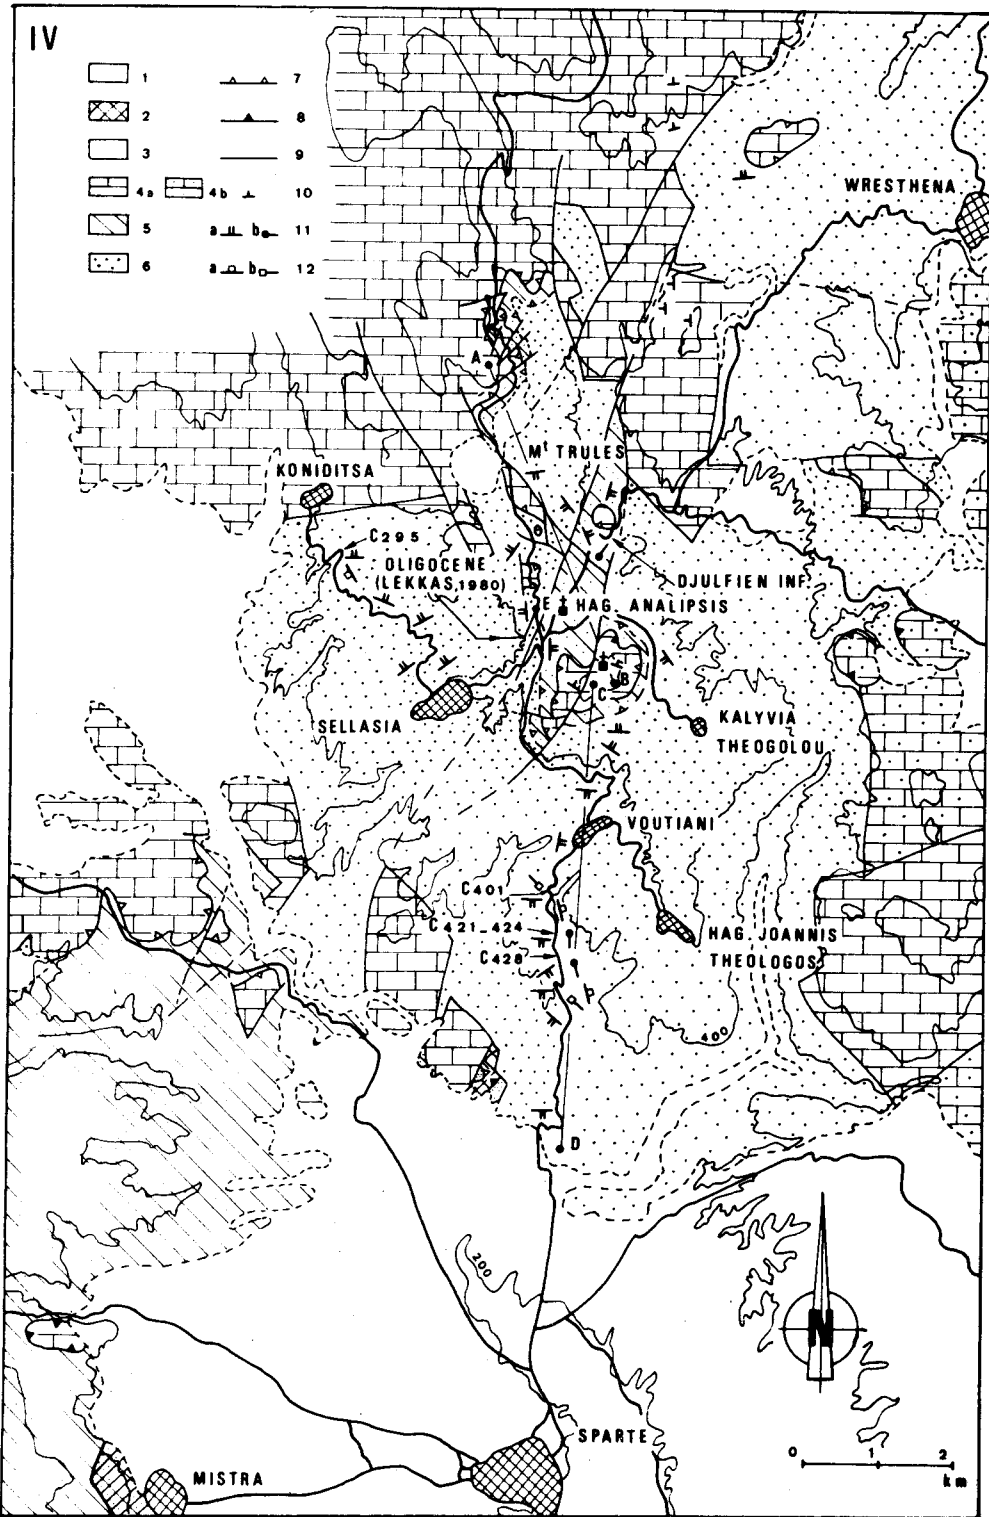 IV
1
7
2
8
3
9
4a
4b
10
5
a b 11
6
a b 12
WRESTHENA
A
Mt TRULES
KONIDITSA
C295
OLIGOCENE
(LEKKAS,1980)
DJULFIEN INF.
E
HAG. ANALIPSIS
B
C
SELLASIA
KALYVIA
THEOGOLOU
VOUTIANI
C401
P
C421_424
HAG. JOANNIS
THEOLOGOS
C428
P
400
D
200
N
SPARTE
MISTRA
0 1 2
km